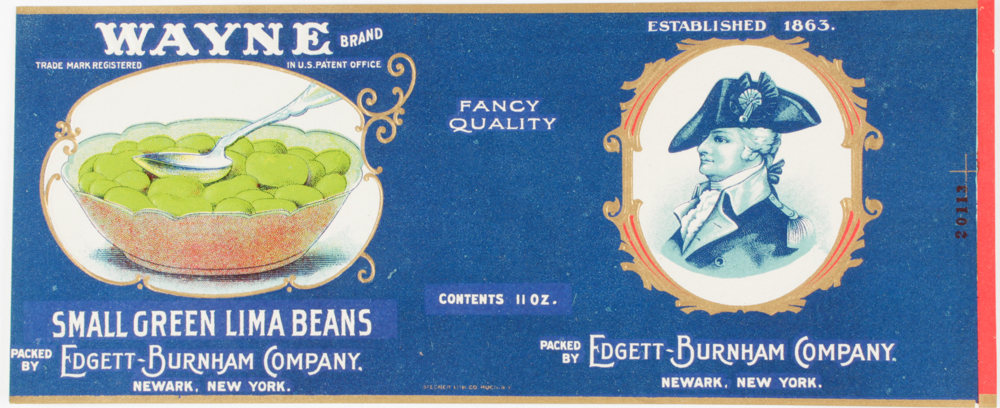 WAYNE BRAND
TRADE MARK REGISTERED IN U.S. PATENT OFFICE
SMALL GREEN LIMA BEANS
PACKED BY EDGETT-BURNHAM COMPANY.
NEWARK, NEW YORK.
FANCY
QUALITY
CONTENTS 11 OZ.
ESTABLISHED 1863.
PACKED BY EDGETT-BURNHAM COMPANY.
NEWARK, NEW YORK.
20112